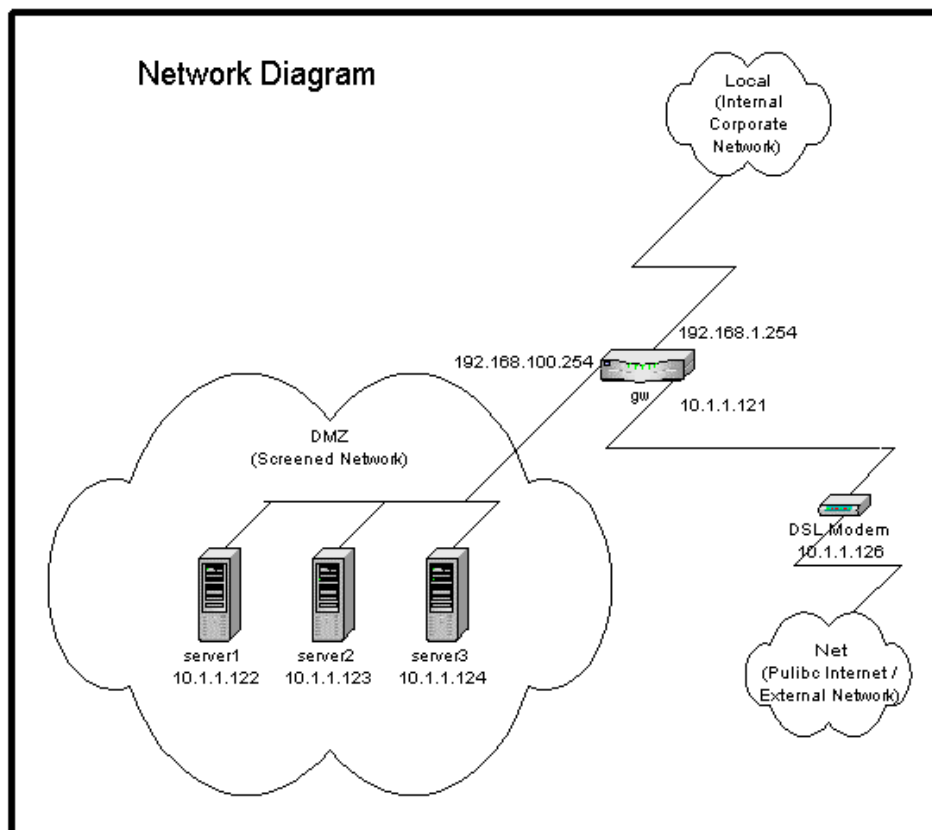 Network Diagram
Local
(Internal
Corporate
Network)
192.168.1.254
192.168.100.254
gw
10.1.1.121
DMZ
(Screened Network)
DSL Modem
10.1.1.126
server1
10.1.1.122
server2
10.1.1.123
server3
10.1.1.124
Net
(Pulibc Internet /
External Network)